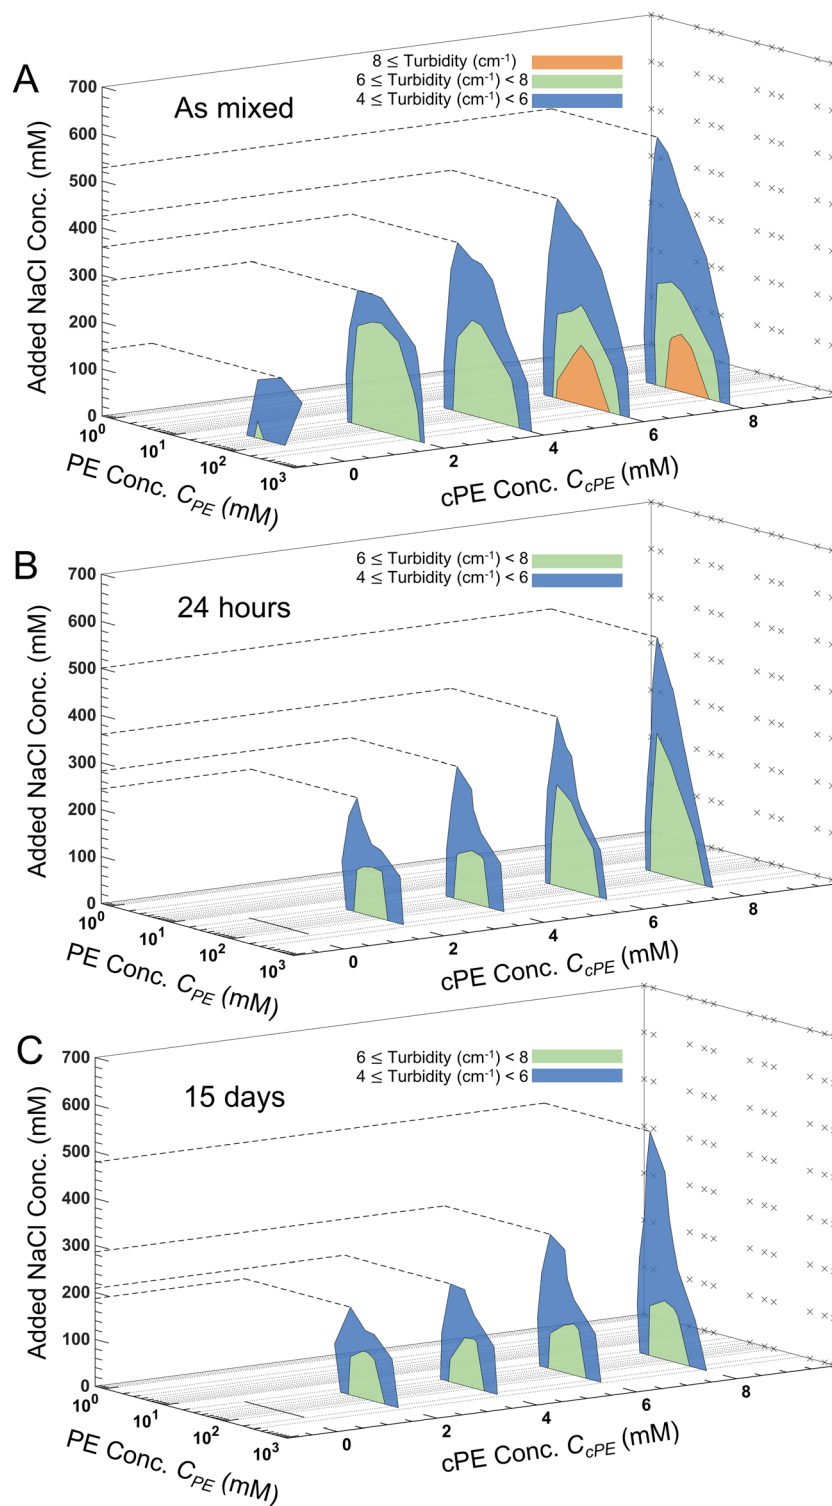 A
As mixed
8 ≤ Turbidity (cm⁻¹)
6 ≤ Turbidity (cm⁻¹) < 8
4 ≤ Turbidity (cm⁻¹) < 6
Added NaCl Conc. (mM)
700
600
500
400
300
200
100
0
10⁰
10¹
10²
10³
PE Conc. C_PE (mM)
0
2
4
6
8
cPE Conc. C_cPE (mM)
B
24 hours
6 ≤ Turbidity (cm⁻¹) < 8
4 ≤ Turbidity (cm⁻¹) < 6
Added NaCl Conc. (mM)
700
600
500
400
300
200
100
0
10⁰
10¹
10²
10³
PE Conc. C_PE (mM)
0
2
4
6
8
cPE Conc. C_cPE (mM)
C
15 days
6 ≤ Turbidity (cm⁻¹) < 8
4 ≤ Turbidity (cm⁻¹) < 6
Added NaCl Conc. (mM)
700
600
500
400
300
200
100
0
10⁰
10¹
10²
10³
PE Conc. C_PE (mM)
0
2
4
6
8
cPE Conc. C_cPE (mM)